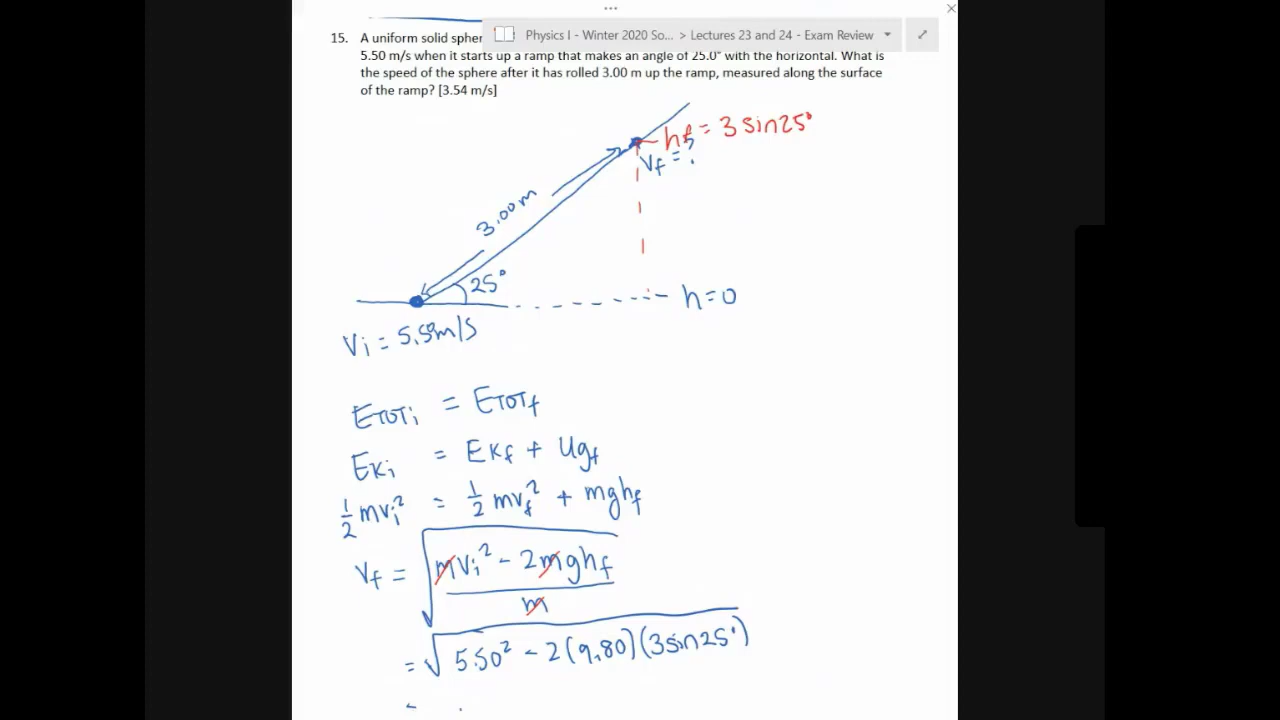 15. A uniform solid spher
Physics I - Winter 2020 So... > Lectures 23 and 24 - Exam Review
5.50 m/s when it starts up a ramp that makes an angle of 25.0° with the horizontal. What is
the speed of the sphere after it has rolled 3.00 m up the ramp, measured along the surface
of the ramp? [3.54 m/s]
hf = 3 sin25°
Vf = ?
3.00m
25°
h=0
Vi = 5.50m/s
ETOTi = ETOTf
EKi = EKf + Ugf
1/2 mvi² = 1/2 mvf² + mghf
Vf = √((mvi² - 2mghf)/m)
= √(5.50² - 2(9.80)(3sin25°))
=